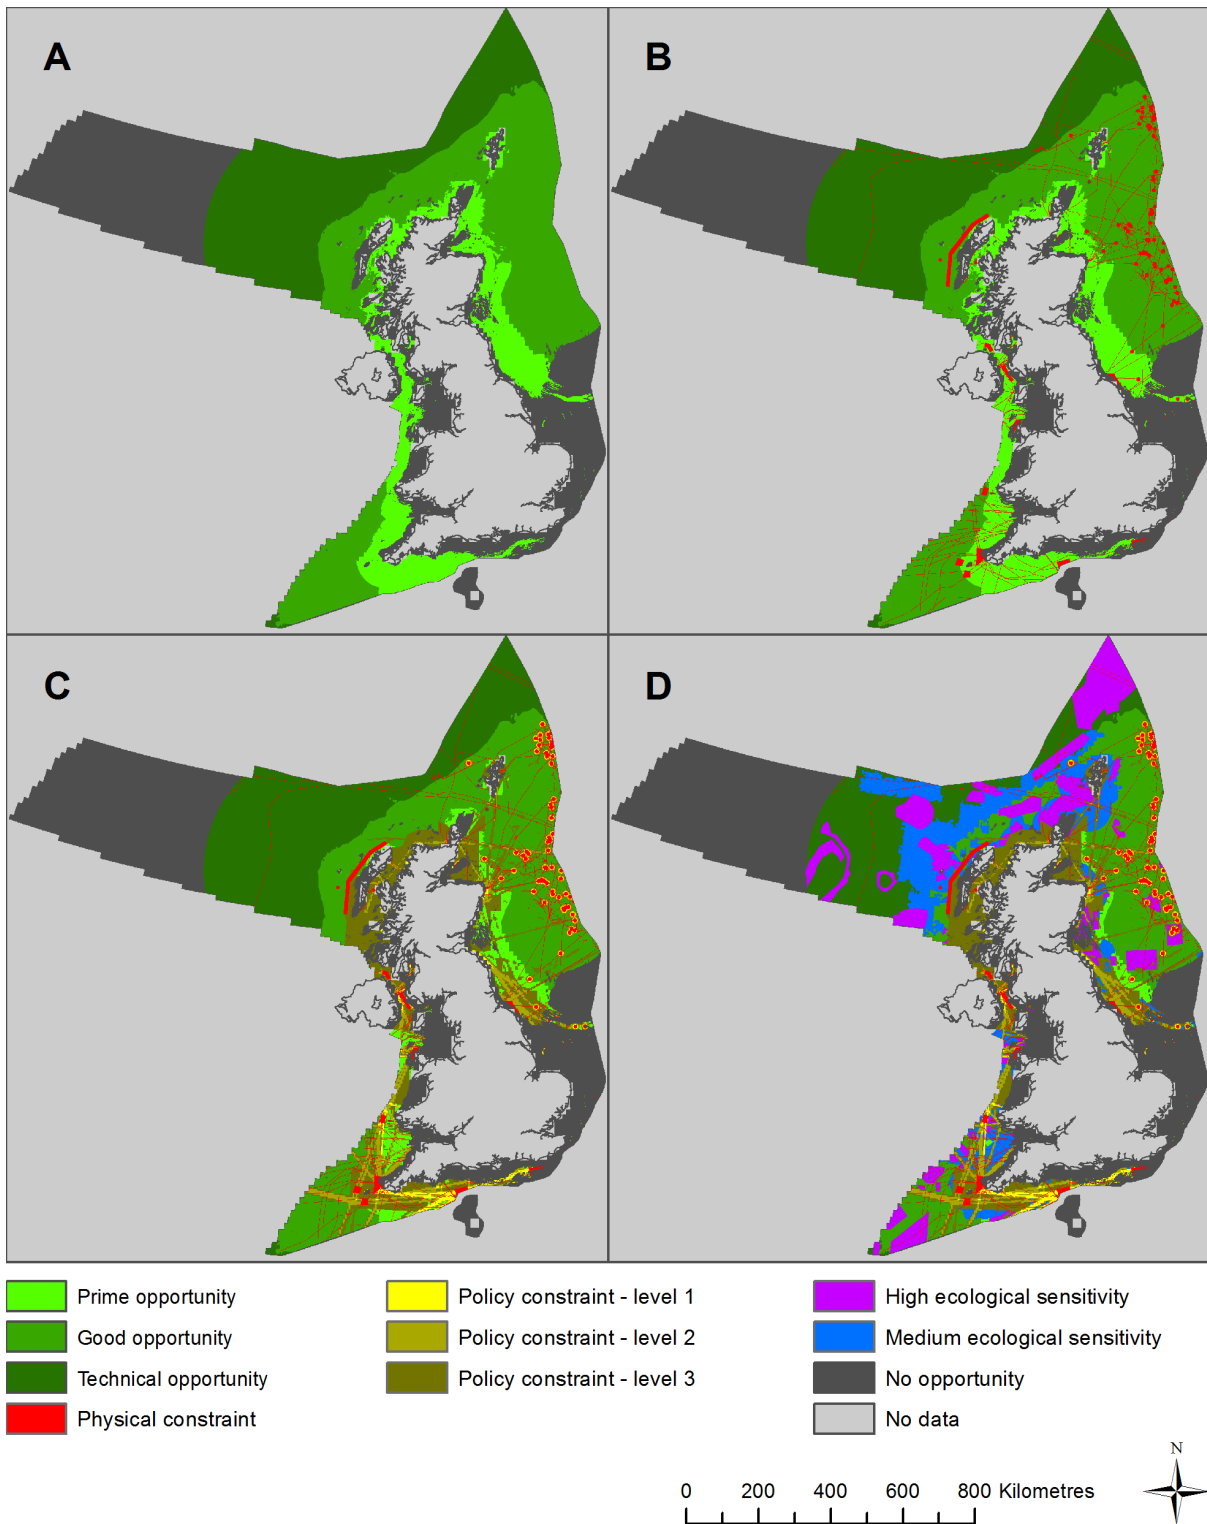 A
B
C
D
Prime opportunity
Good opportunity
Technical opportunity
Physical constraint
Policy constraint - level 1
Policy constraint - level 2
Policy constraint - level 3
High ecological sensitivity
Medium ecological sensitivity
No opportunity
No data
0 200 400 600 800 Kilometres
N